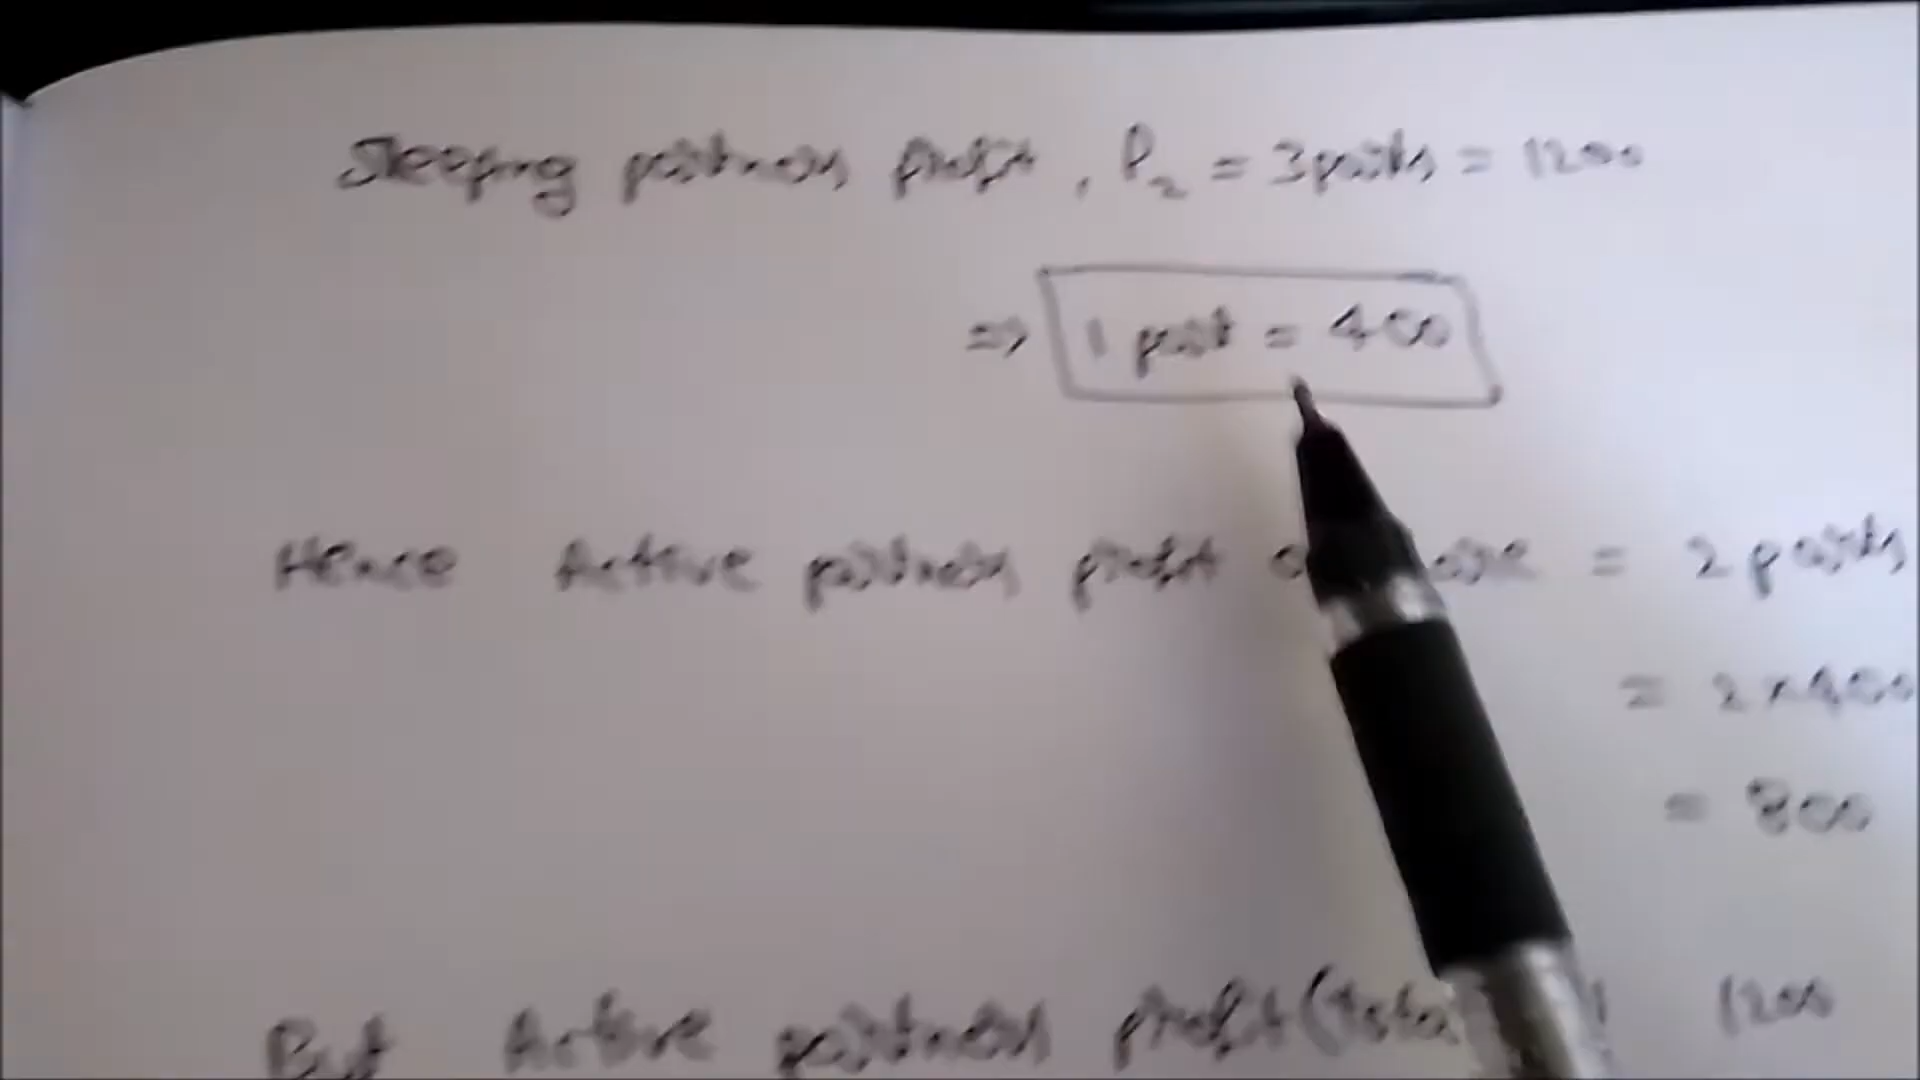 Sleeping partners profit, P₂ = 3 parts = 1200
⇒ 1 part = 400
Hence Active partners profit = 2 parts
= 2 × 400
= 800
But Active partners profit (total 1200